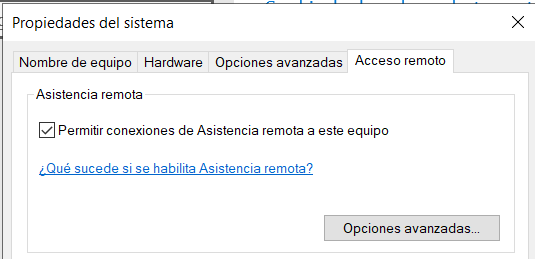 Propiedades del sistema
Nombre de equipo Hardware Opciones avanzadas Acceso remoto
Asistencia remota
Permitir conexiones de Asistencia remota a este equipo
¿Qué sucede si se habilita Asistencia remota?
Opciones avanzadas...